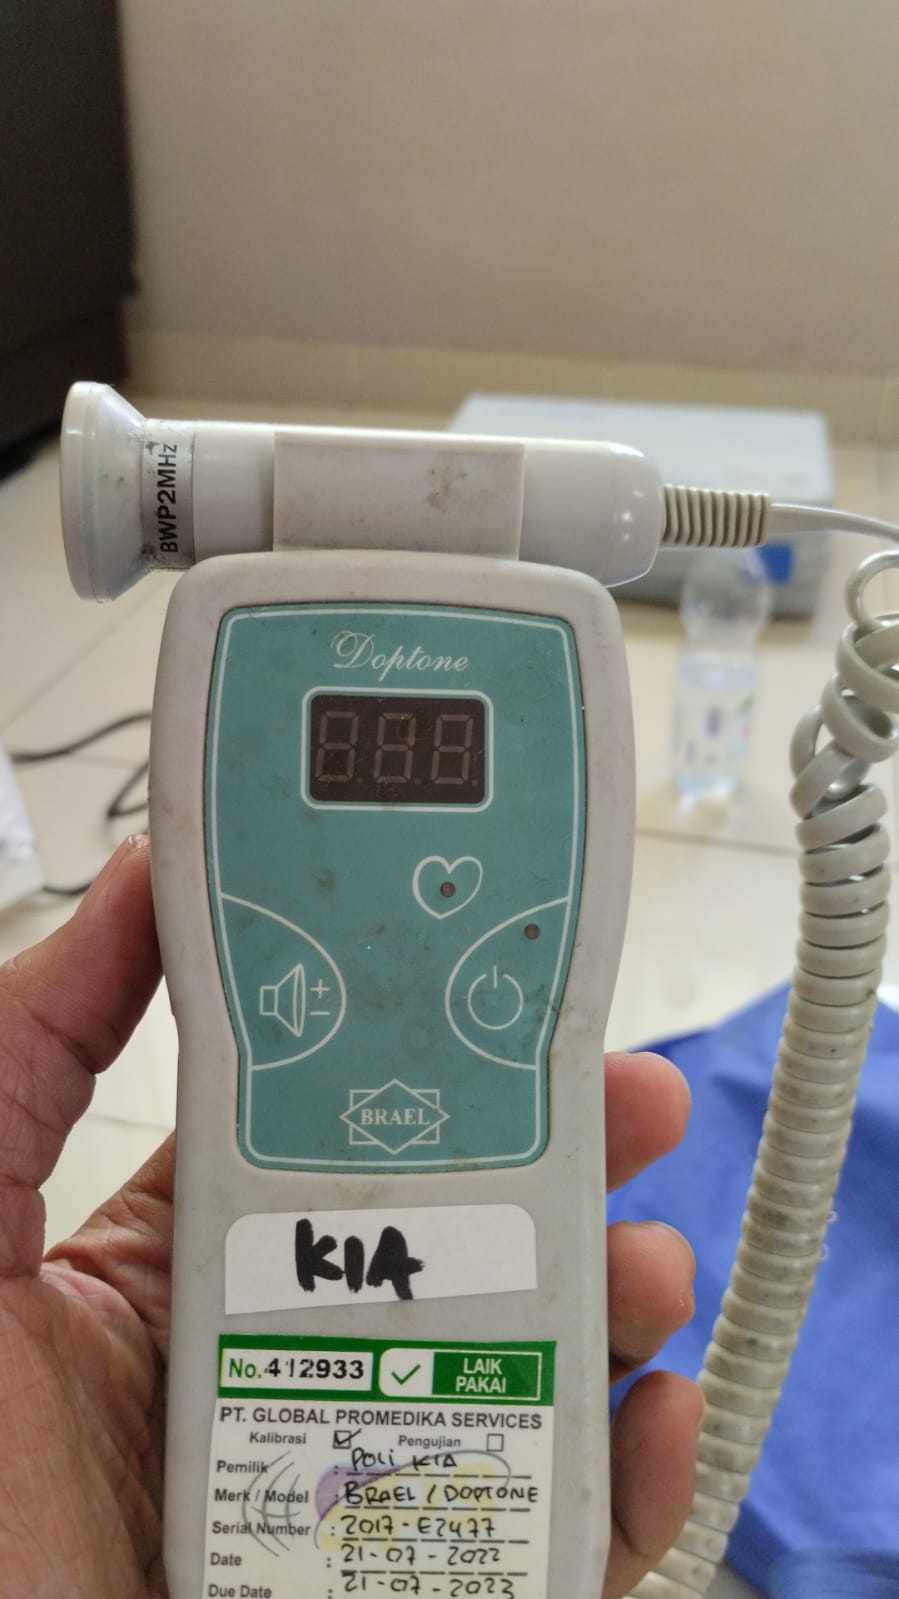 BWP2MHz
Doptone
+
-
BRAEL
KIA
No. 412933
LAIK
PAKAI
PT. GLOBAL PROMEDIKA SERVICES
Kalibrasi Pengujian
Pemilik : POLI KIA
Merk / Model : BRAEL / DOPTONE
Serial Number : 2017-E2477
Date : 21-07-2022
Due Date : 21-07-2023